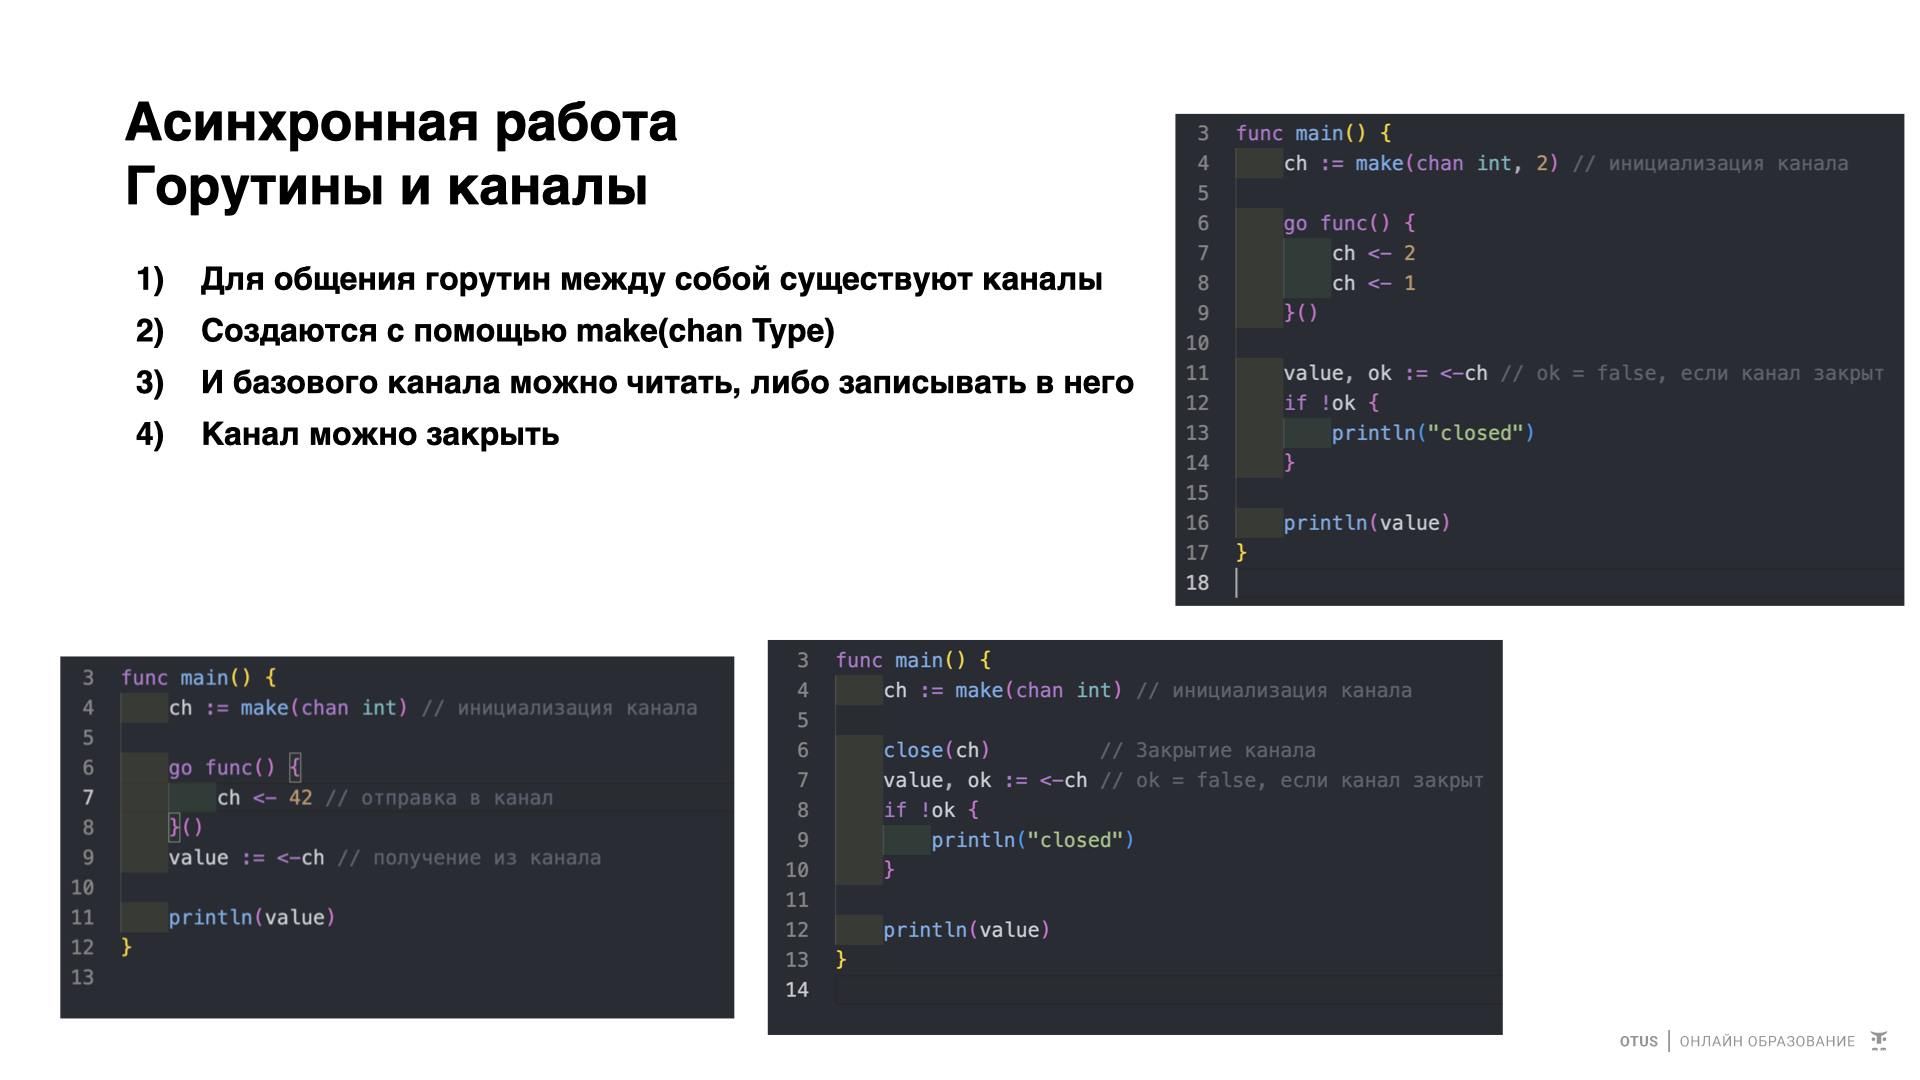 Асинхронная работа
Горутины и каналы
1) Для общения горутин между собой существуют каналы
2) Создаются с помощью make(chan Type)
3) И базового канала можно читать, либо записывать в него
4) Канал можно закрыть
3 func main() {
4     ch := make(chan int, 2) // инициализация канала
5
6     go func() {
7         ch <- 2
8         ch <- 1
9     }()
10
11     value, ok := <-ch // ok = false, если канал закрыт
12     if !ok {
13         println("closed")
14     }
15
16     println(value)
17 }
18
3 func main() {
4     ch := make(chan int) // инициализация канала
5
6     go func() {
7         ch <- 42 // отправка в канал
8     }()
9     value := <-ch // получение из канала
10
11     println(value)
12 }
13
3 func main() {
4     ch := make(chan int) // инициализация канала
5
6     close(ch)         // Закрытие канала
7     value, ok := <-ch // ok = false, если канал закрыт
8     if !ok {
9         println("closed")
10     }
11
12     println(value)
13 }
14
OTUS | ОНЛАЙН ОБРАЗОВАНИЕ